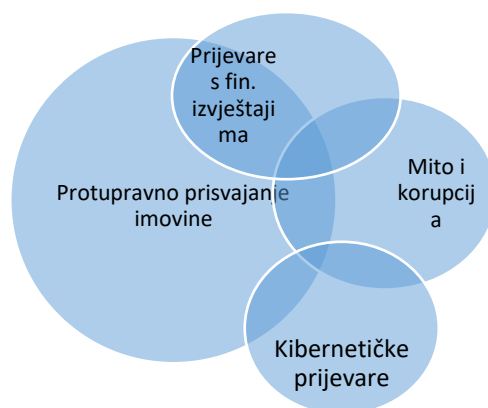 Prijevare
s fin.
izvještaji
ma
Protupravno prisvajanje
imovine
Mito i
korupcij
a
Kibernetičke
prijevare